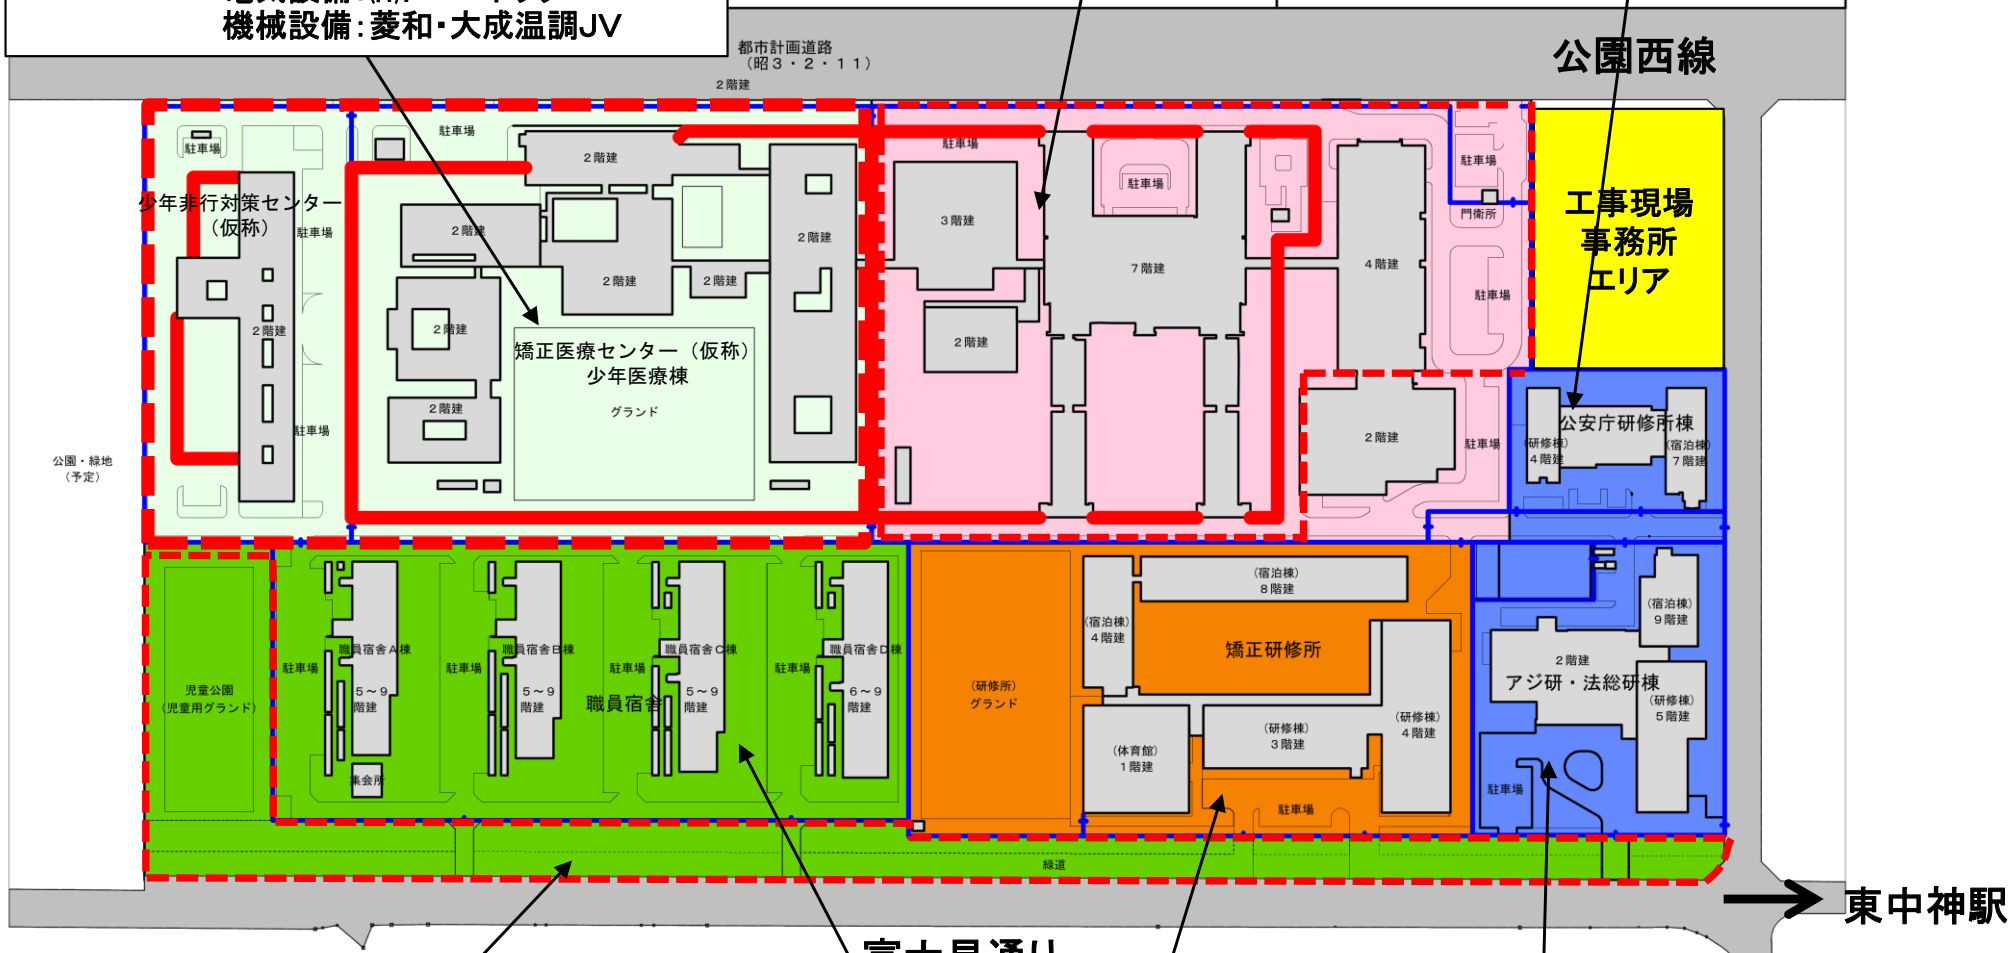 機械設備：菱和・大成温調JV
都市計画道路
（昭３・２・１１）
２階建
公園西線
駐車場
駐車場
２階建
駐車場
駐車場
駐車場
少年非行対策センター
（仮称）
駐車場
２階建
２階建
２階建
２階建
３階建
７階建
４階建
門衛所
駐車場
工事現場
事務所
エリア
２階建
２階建
２階建
矯正医療センター（仮称）
少年医療棟
グランド
２階建
２階建
駐車場
２階建
駐車場
公安庁研修所棟
（研修棟）
４階建
（宿泊棟）
７階建
公園・緑地
（予定）
（宿泊棟）
８階建
（宿泊棟）
４階建
（宿泊棟）
９階建
職員宿舎Ａ棟
職員宿舎Ｂ棟
職員宿舎Ｃ棟
職員宿舎Ｄ棟
駐車場
駐車場
駐車場
駐車場
矯正研修所
２階建
アジ研・法総研棟
児童公園
（児童用グランド）
５～９
階建
５～９
階建
職員宿舎
５～９
階建
６～９
階建
（研修所）
グランド
（研修棟）
５階建
（研修棟）
４階建
（研修棟）
３階建
（体育館）
１階建
集会所
駐車場
駐車場
緑道
東中神駅
富士見通り